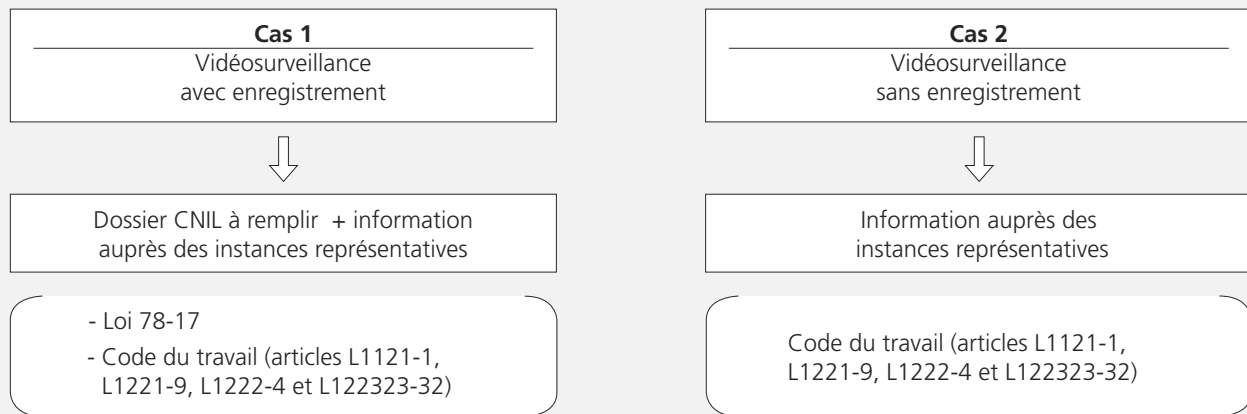 Cas 1
Vidéosurveillance
avec enregistrement
Dossier CNIL à remplir + information
auprès des instances représentatives
- Loi 78-17
- Code du travail (articles L1121-1,
L1221-9, L1222-4 et L122323-32)
Cas 2
Vidéosurveillance
sans enregistrement
Information auprès des
instances représentatives
Code du travail (articles L1121-1,
L1221-9, L1222-4 et L122323-32)